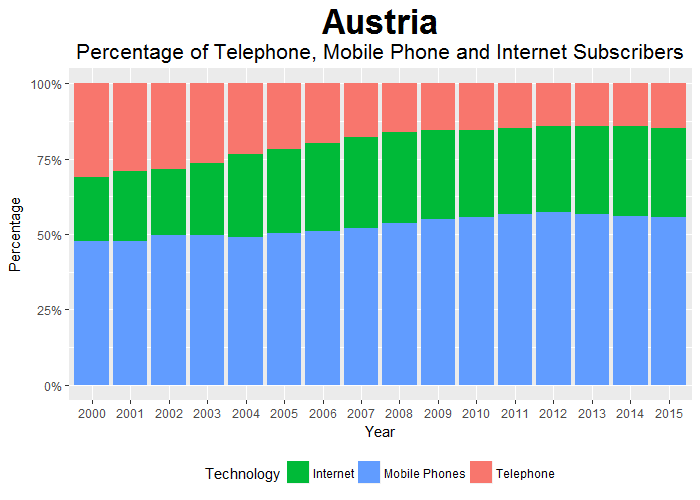 Austria
Percentage of Telephone, Mobile Phone and Internet Subscribers
100%
75%
50%
25%
0%
Percentage
2000 2001 2002 2003 2004 2005 2006 2007 2008 2009 2010 2011 2012 2013 2014 2015
Year
Technology Internet Mobile Phones Telephone